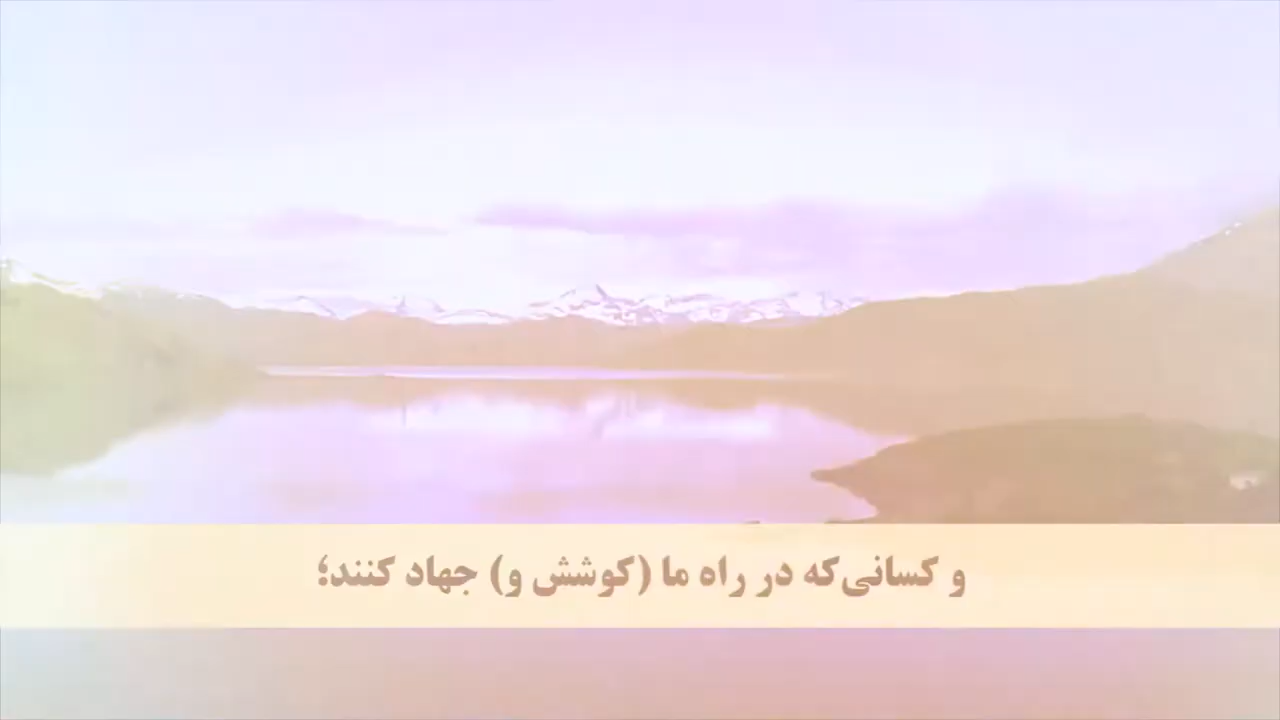 و کسانی‌که در راه ما (کوشش و) جهاد کنند؛